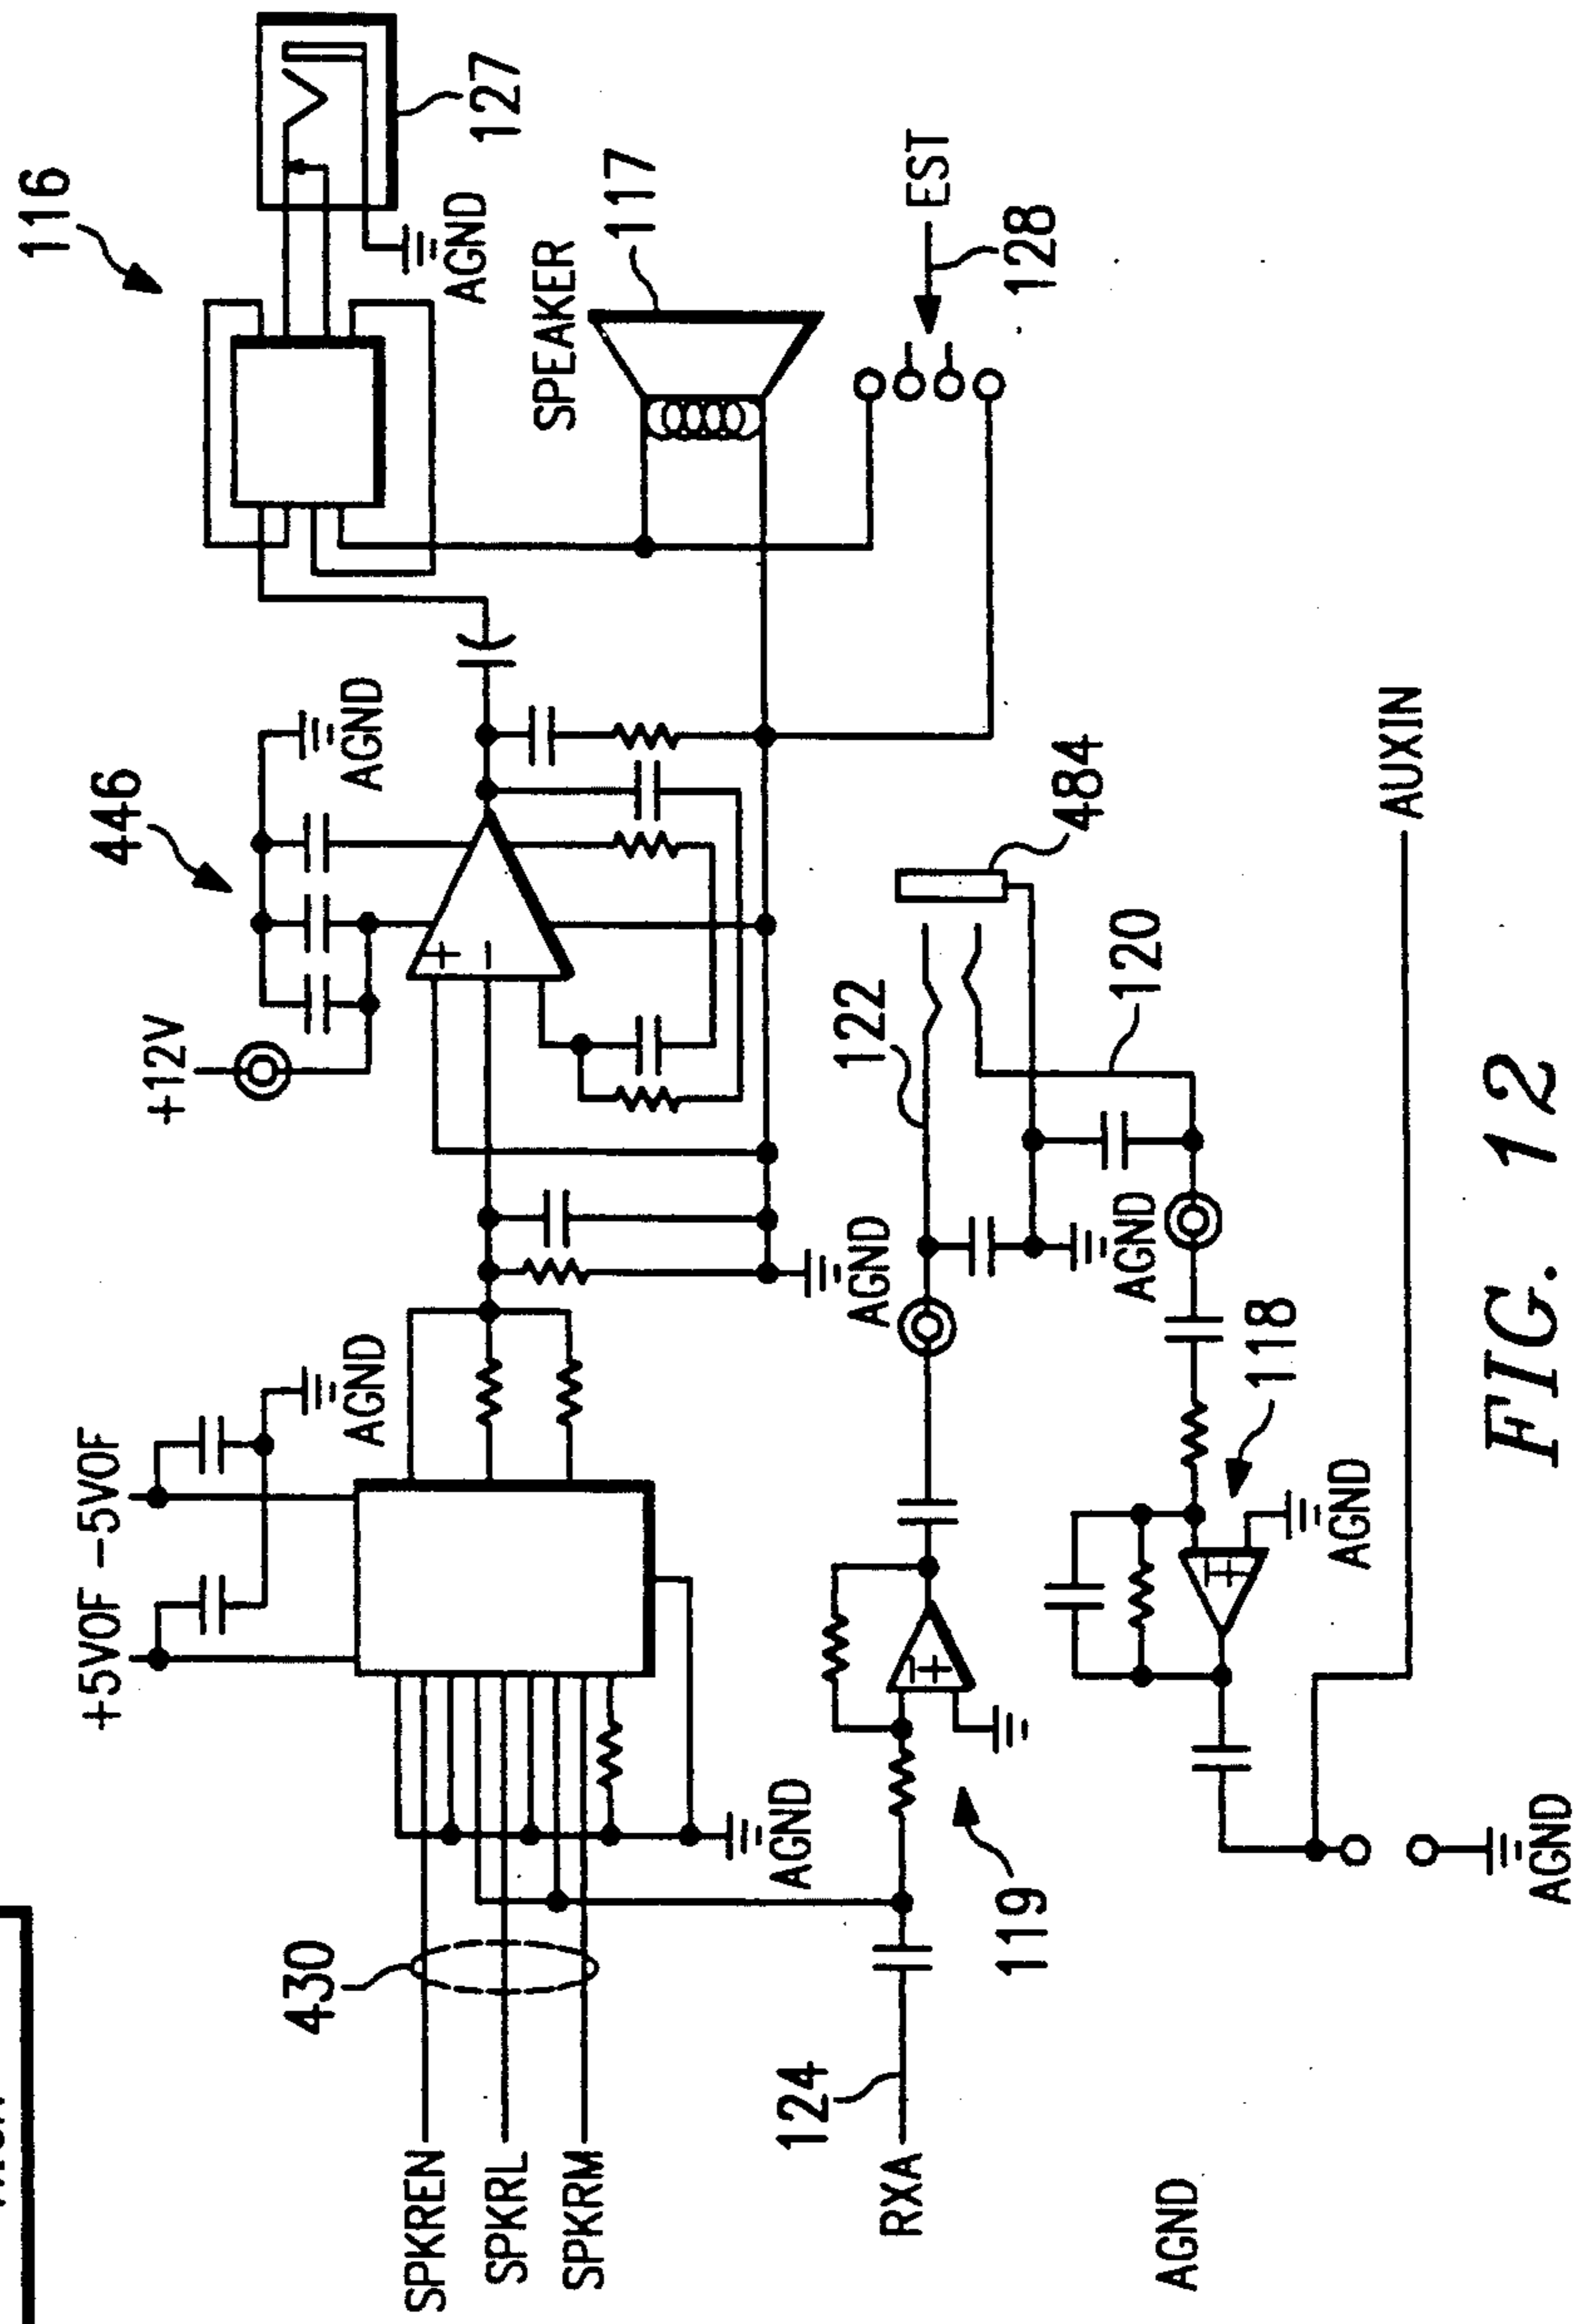 116
127
AGND
SPEAKER
117
EST
128
446
AGND
+12V
484
122
120
AUXIN
AGND
AGND
+5VOF
-5VOF
AGND
118
AGND
430
AGND
119
SPKREN
SPKRL
SPKRM
124
RXA
AGND
AGND
FIG. 12